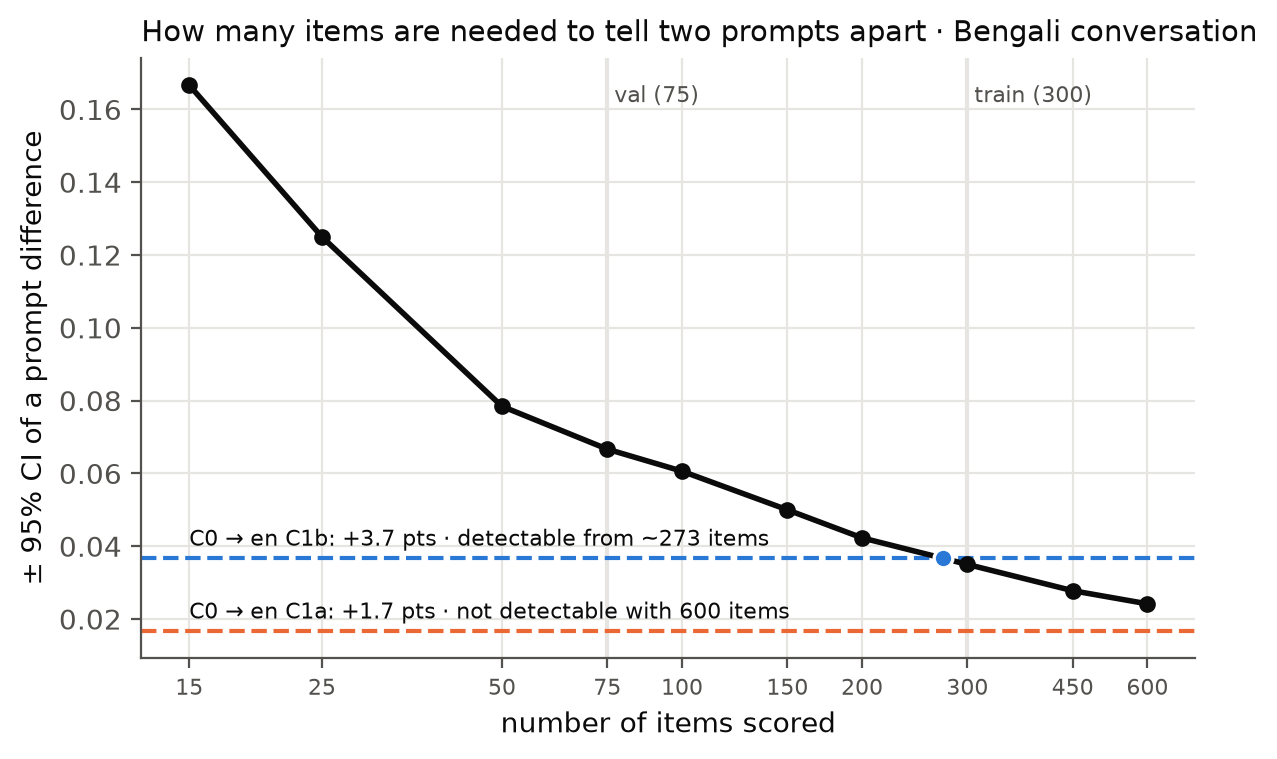 How many items are needed to tell two prompts apart · Bengali conversation
± 95% CI of a prompt difference
0.16
0.14
0.12
0.10
0.08
0.06
0.04
0.02
val (75)
train (300)
C0 → en C1b: +3.7 pts · detectable from ~273 items
C0 → en C1a: +1.7 pts · not detectable with 600 items
15
25
50
75
100
150
200
300
450
600
number of items scored